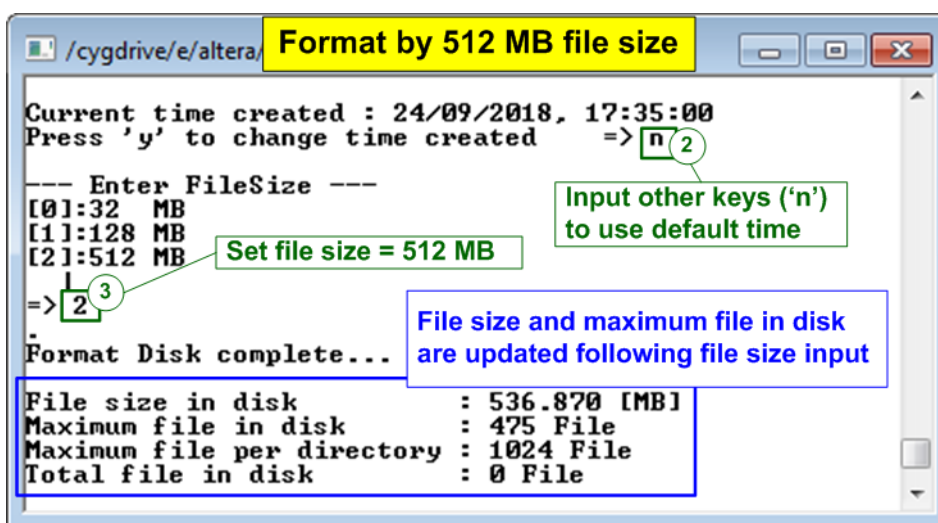 Format by 512 MB file size
/cygdrive/e/altera/
Current time created : 24/09/2018, 17:35:00
Press 'y' to change time created => n
2
--- Enter FileSize ---
[0]:32 MB
[1]:128 MB
[2]:512 MB
Input other keys (‘n’)
to use default time
Set file size = 512 MB
=> 2
3
File size and maximum file in disk
are updated following file size input
Format Disk complete...
File size in disk : 536.870 [MB]
Maximum file in disk : 475 File
Maximum file per directory : 1024 File
Total file in disk : 0 File